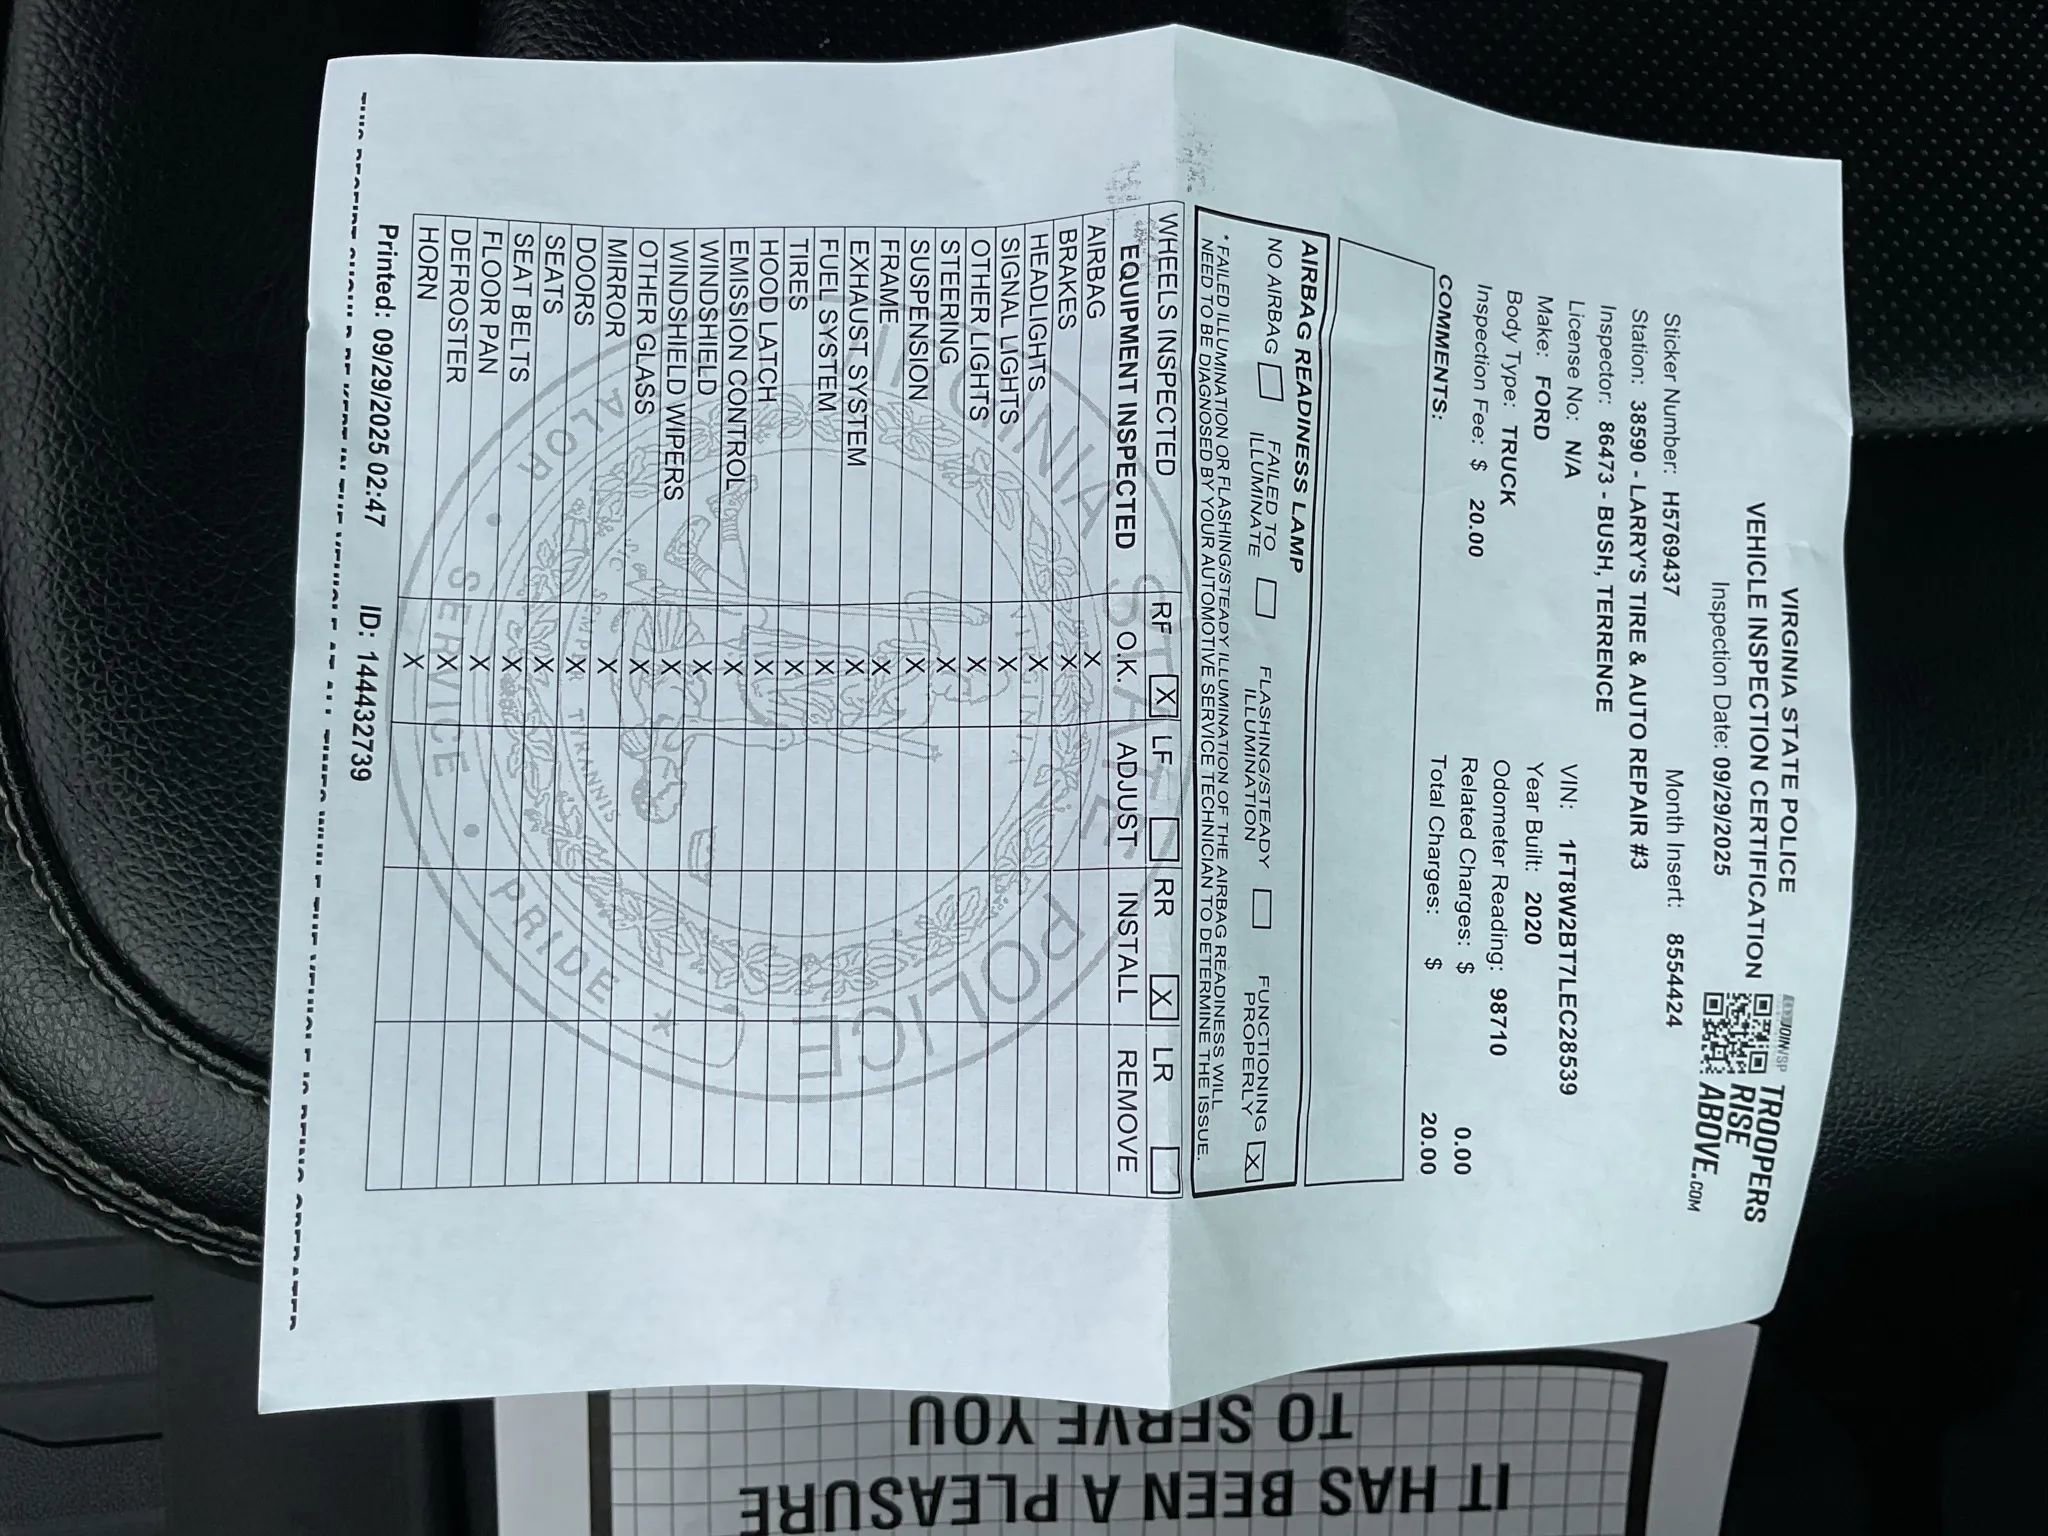 VIRGINIA STATE POLICE
VEHICLE INSPECTION CERTIFICATION
Inspection Date: 09/29/2025
JOINVSP
TROOPERS
RISE
ABOVE.COM
Sticker Number: H5769437 Month Insert: 8554424
Station: 38590 - LARRY'S TIRE & AUTO REPAIR #3
Inspector: 86473 - BUSH, TERRENCE
License No: N/A VIN: 1FT8W2BT7LEC28539
Make: FORD Year Built: 2020
Body Type: TRUCK Odometer Reading: 98710
Inspection Fee: $ 20.00 Related Charges: $ 0.00
Total Charges: $ 20.00
COMMENTS:
AIRBAG READINESS LAMP
NO AIRBAG FAILED TO ILLUMINATE FLASHING/STEADY ILLUMINATION FUNCTIONING PROPERLY X
* FAILED ILLUMINATION OR FLASHING/STEADY ILLUMINATION OF THE AIRBAG READINESS WILL
NEED TO BE DIAGNOSED BY YOUR AUTOMOTIVE SERVICE TECHNICIAN TO DETERMINE THE ISSUE.
WHEELS INSPECTED RF X LF RR X LR
EQUIPMENT INSPECTED O.K. ADJUST INSTALL REMOVE
AIRBAG X
BRAKES X
HEADLIGHTS X
SIGNAL LIGHTS X
OTHER LIGHTS X
STEERING X
SUSPENSION X
FRAME X
EXHAUST SYSTEM X
FUEL SYSTEM X
TIRES X
HOOD LATCH X
EMISSION CONTROL X
WINDSHIELD X
WINDSHIELD WIPERS X
OTHER GLASS X
MIRROR X
DOORS X
SEATS X
SEAT BELTS X
FLOOR PAN X
DEFROSTER X
HORN X
VIRGINIA STATE POLICE
VALOR • SERVICE • PRIDE
TYRANNIS
Printed: 09/29/2025 02:47 ID: 144432739
IT HAS BEEN A PLEASURE
TO SERVE YOU